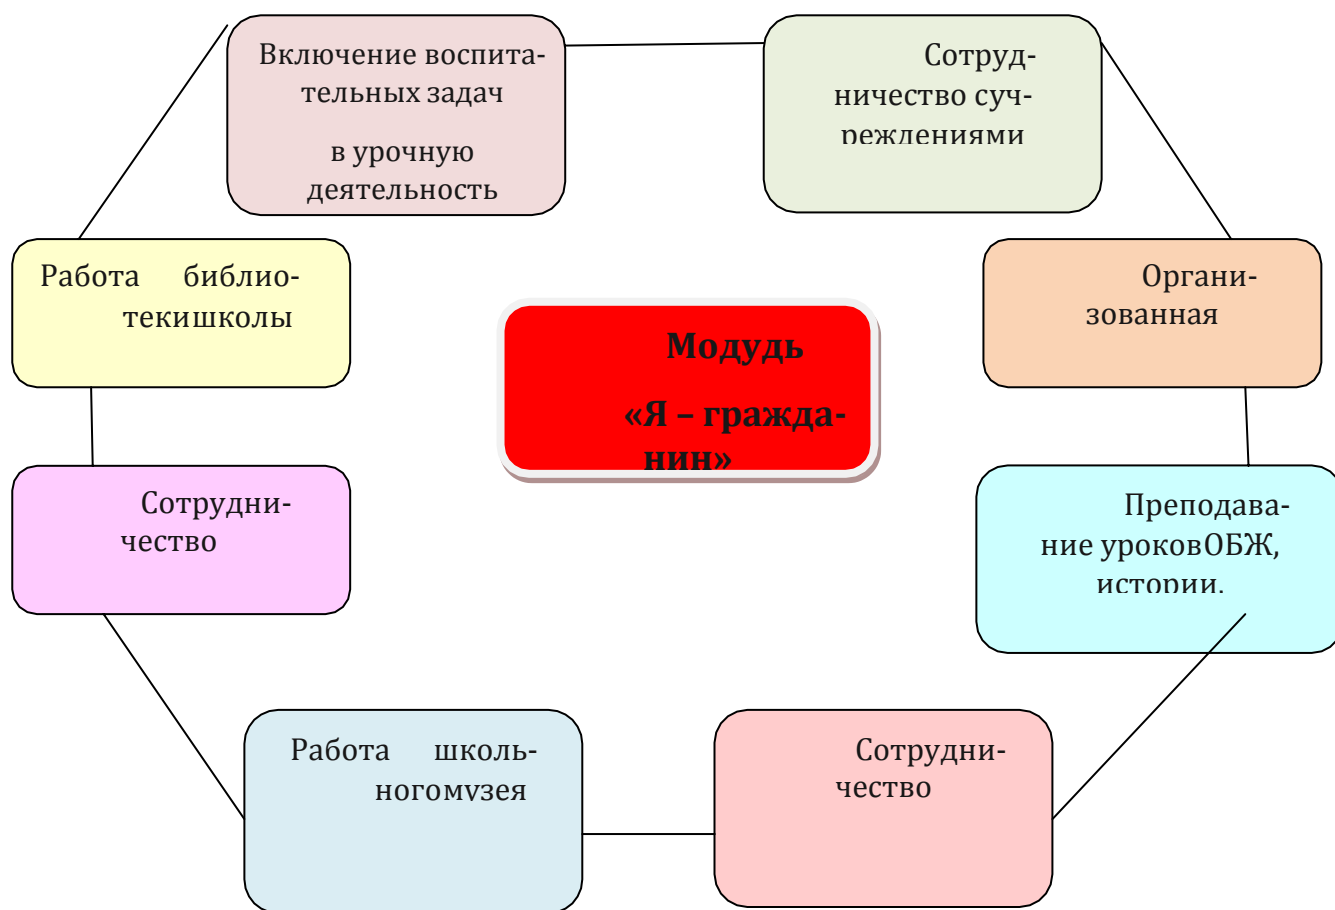 Включение воспита-
тельных задач
в урочную
деятельность
Сотруд-
ничество суч-
реждениями
Работа библио-
текишколы
Органи-
зованная
Модудь
«Я – гражда-
нин»
Сотрудни-
чество
Преподава-
ние уроковОБЖ,
истории.
Работа школь-
ногомузея
Сотрудни-
чество